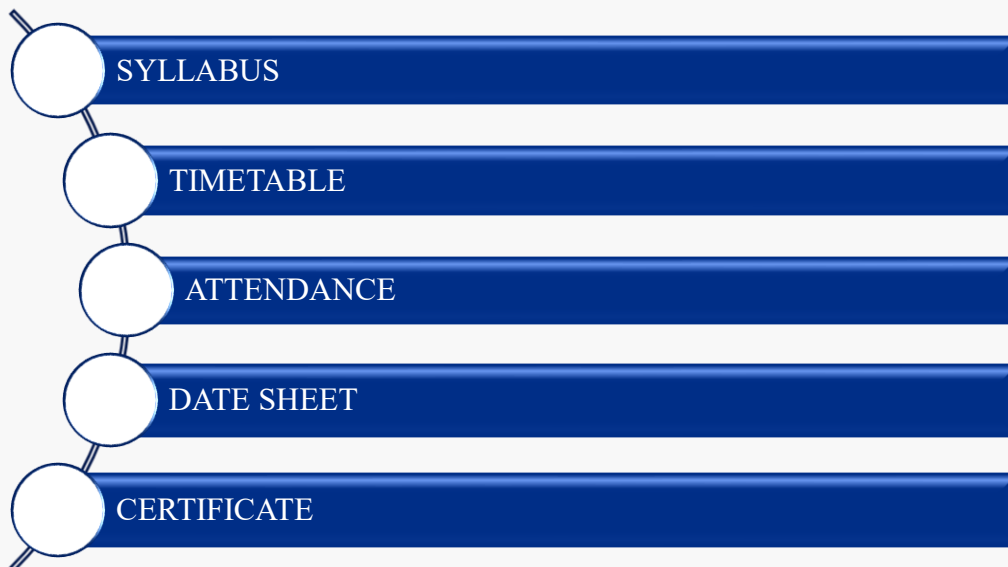 SYLLABUS
TIMETABLE
ATTENDANCE
DATE SHEET
CERTIFICATE